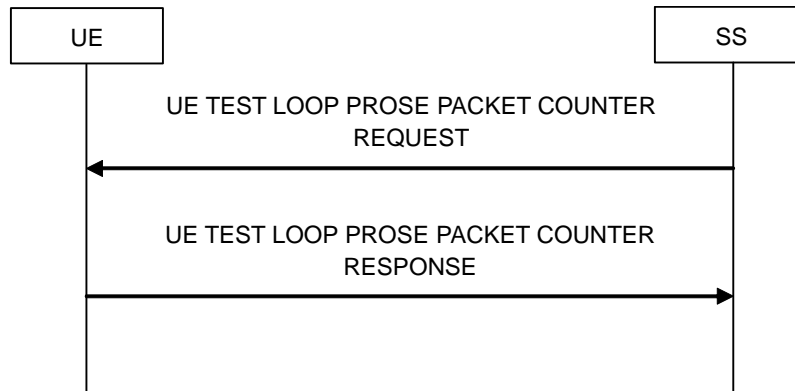 UE
SS
UE TEST LOOP PROSE PACKET COUNTER
REQUEST
UE TEST LOOP PROSE PACKET COUNTER
RESPONSE